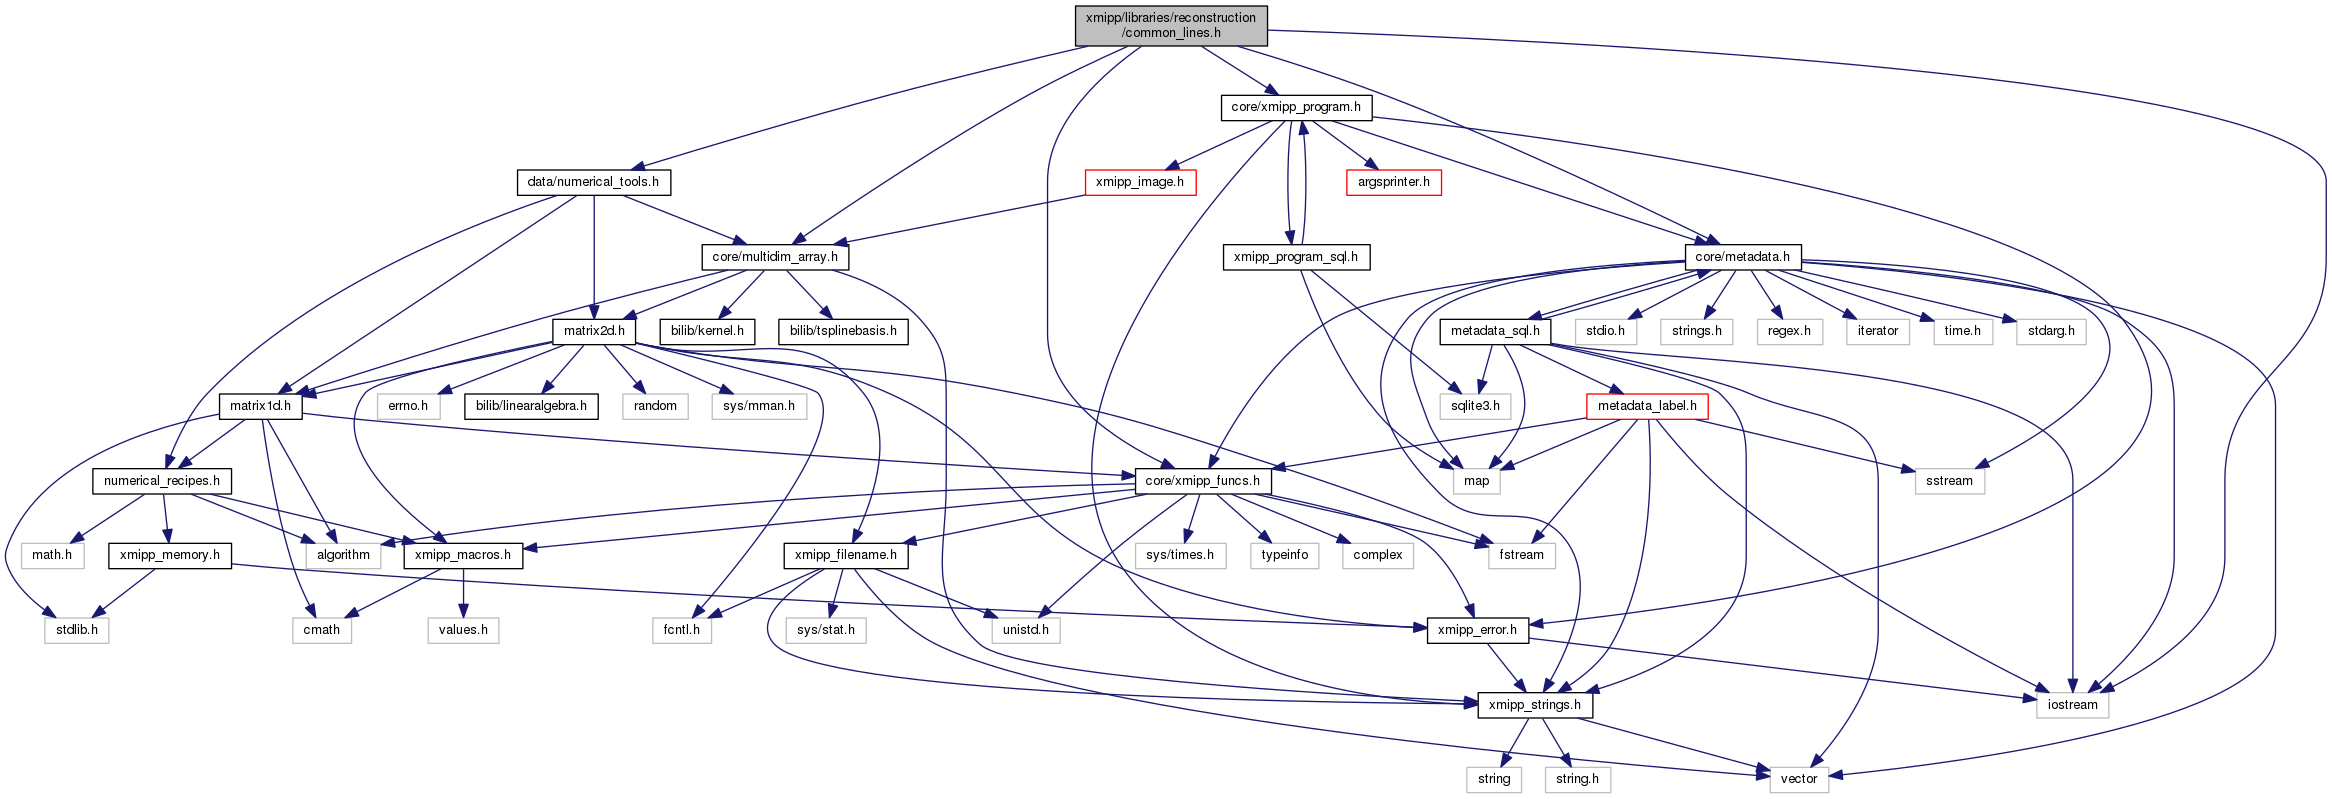 xmipp/libraries/reconstruction
/common_lines.h
core/xmipp_program.h
data/numerical_tools.h
xmipp_image.h
argsprinter.h
core/multidim_array.h
xmipp_program_sql.h
core/metadata.h
matrix2d.h
bilib/kernel.h
bilib/tsplinebasis.h
metadata_sql.h
stdio.h
strings.h
regex.h
iterator
time.h
stdarg.h
matrix1d.h
errno.h
bilib/linearalgebra.h
random
sys/mman.h
sqlite3.h
metadata_label.h
numerical_recipes.h
core/xmipp_funcs.h
map
sstream
math.h
xmipp_memory.h
algorithm
xmipp_macros.h
xmipp_filename.h
sys/times.h
typeinfo
complex
fstream
stdlib.h
cmath
values.h
fcntl.h
sys/stat.h
unistd.h
xmipp_error.h
xmipp_strings.h
iostream
string
string.h
vector